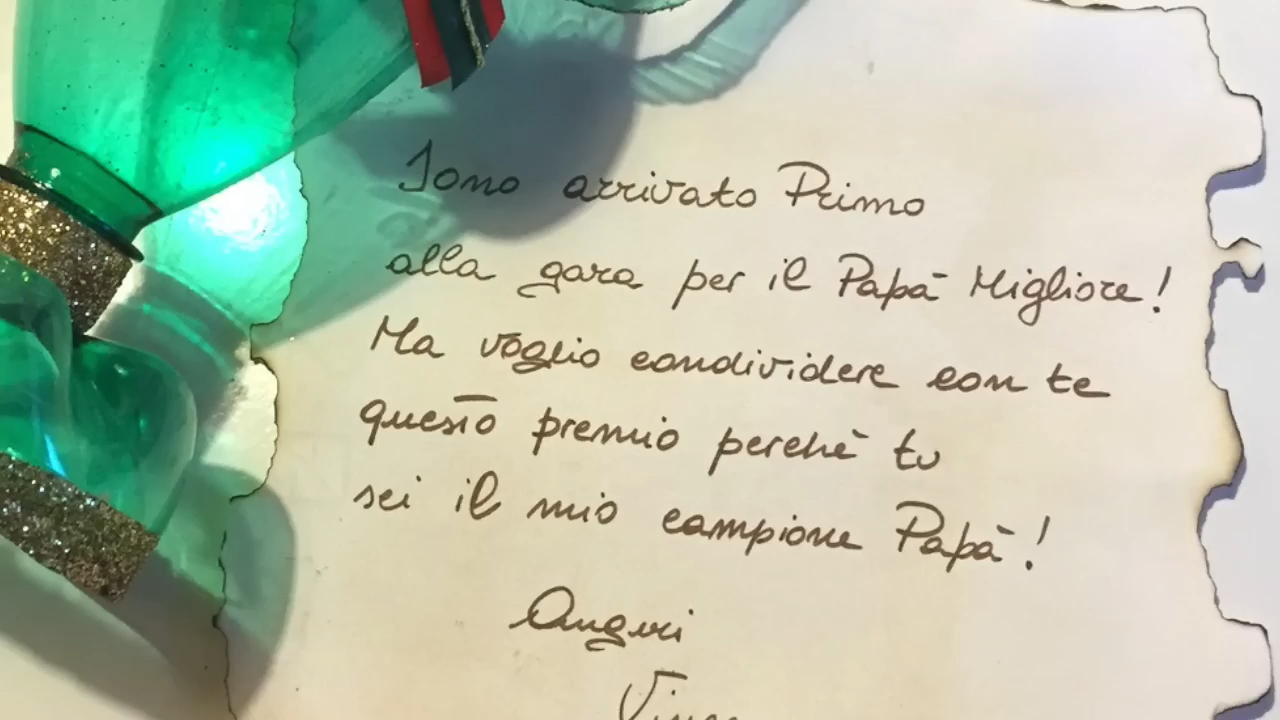 Sono arrivato Primo
alla gara per il Papà Migliore!
Ma voglio condividere con te
questo premio perchè tu
sei il mio campione Papà!
Auguri